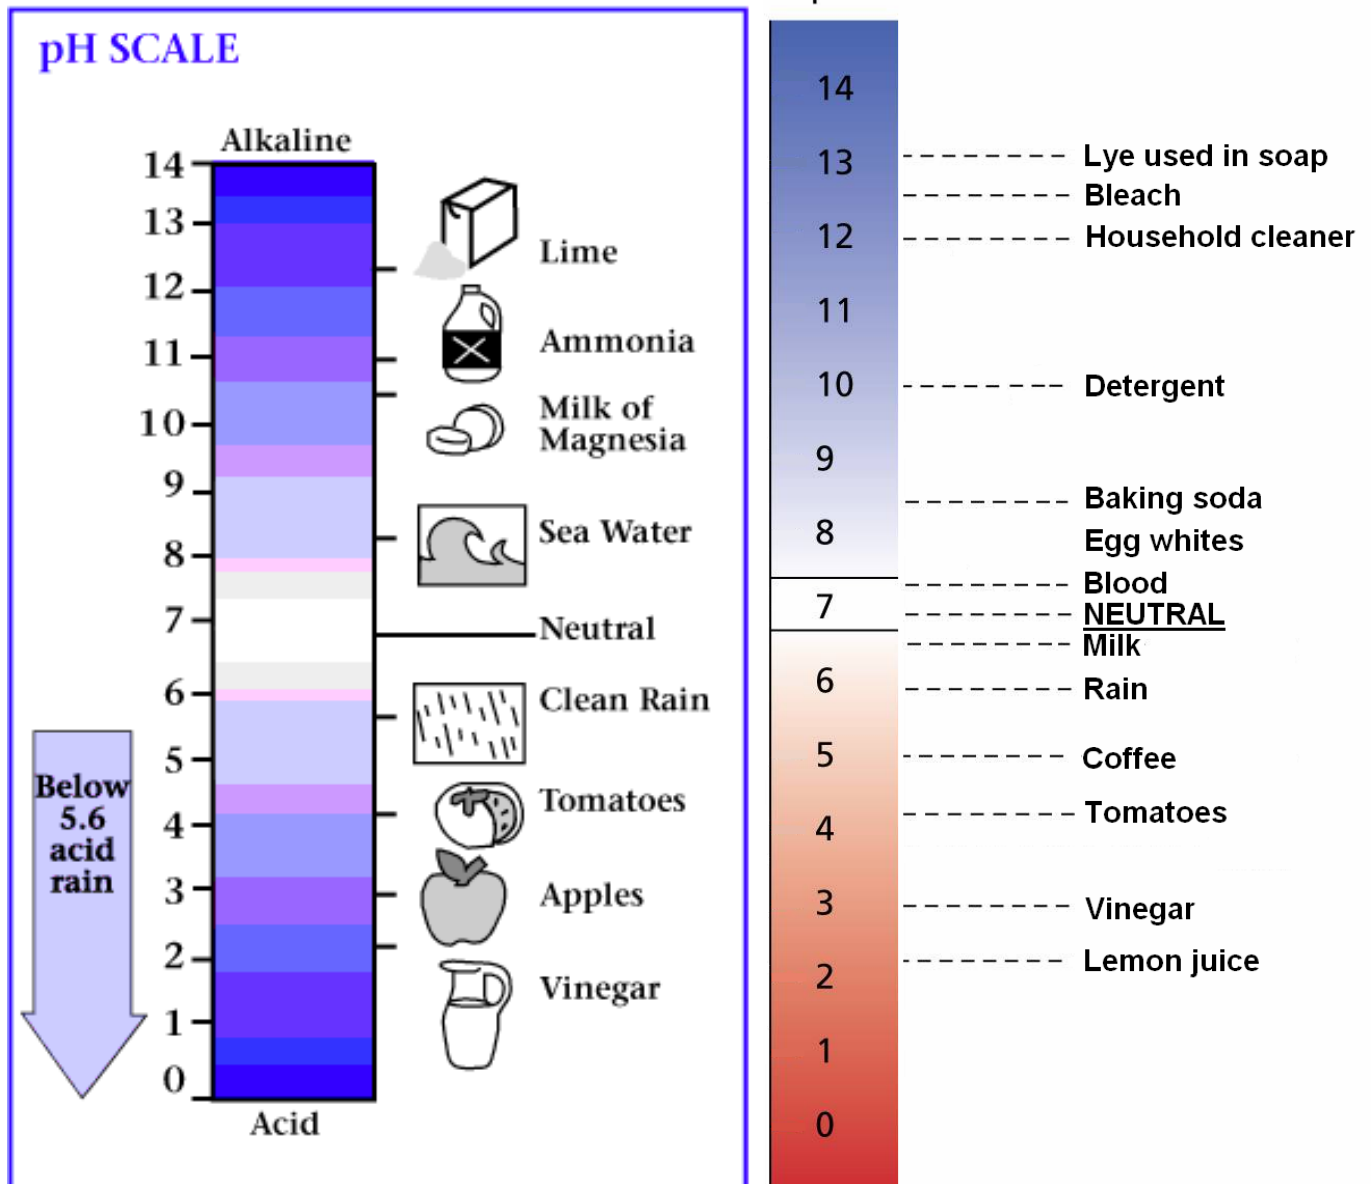 pH SCALE
Alkaline
14
13
12
11
10
9
8
7
6
5
4
3
2
1
0
Acid
Lime
Ammonia
Milk of
Magnesia
Sea Water
Neutral
Clean Rain
Tomatoes
Apples
Vinegar
Below
5.6
acid
rain
14
13
12
11
10
9
8
7
6
5
4
3
2
1
0
Lye used in soap
Bleach
Household cleaner
Detergent
Baking soda
Egg whites
Blood
NEUTRAL
Milk
Rain
Coffee
Tomatoes
Vinegar
Lemon juice